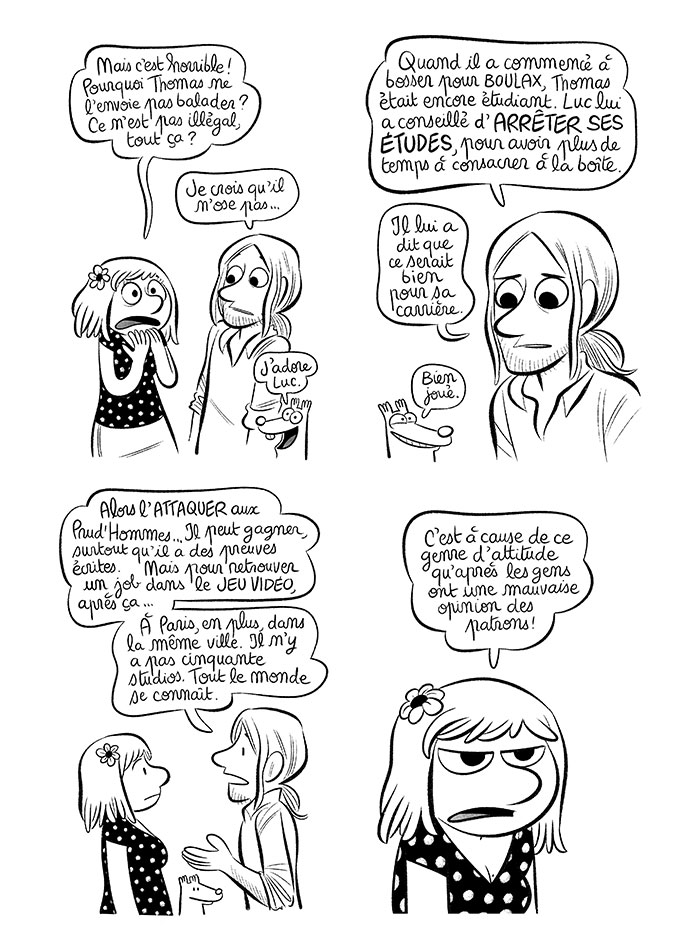 Mais c'est horrible!
Pourquoi Thomas ne
l'envoie pas balader?
Ce n'est pas illégal,
tout ça?
Je crois qu'il
n'ose pas...
J'adore
Luc.
Quand il a commencé à
bosser pour BOULAX, Thomas
était encore étudiant. Luc lui
a conseillé d'ARRÊTER SES
ÉTUDES, pour avoir plus de
temps à consacrer à la boîte.
Il lui a
dit que
ce serait
bien
pour sa
carrière.
Bien
joué.
Alors l'ATTAQUER aux
Prud'Hommes... Il peut gagner,
surtout qu'il a des preuves
écrites. Mais pour retrouver
un job dans le JEU VIDÉO,
après ça...
À Paris, en plus, dans
la même ville. Il n'y
a pas cinquante
studios. Tout le monde
se connaît.
C'est à cause de ce
genre d'attitude
qu'après les gens
ont une mauvaise
opinion des
patrons!